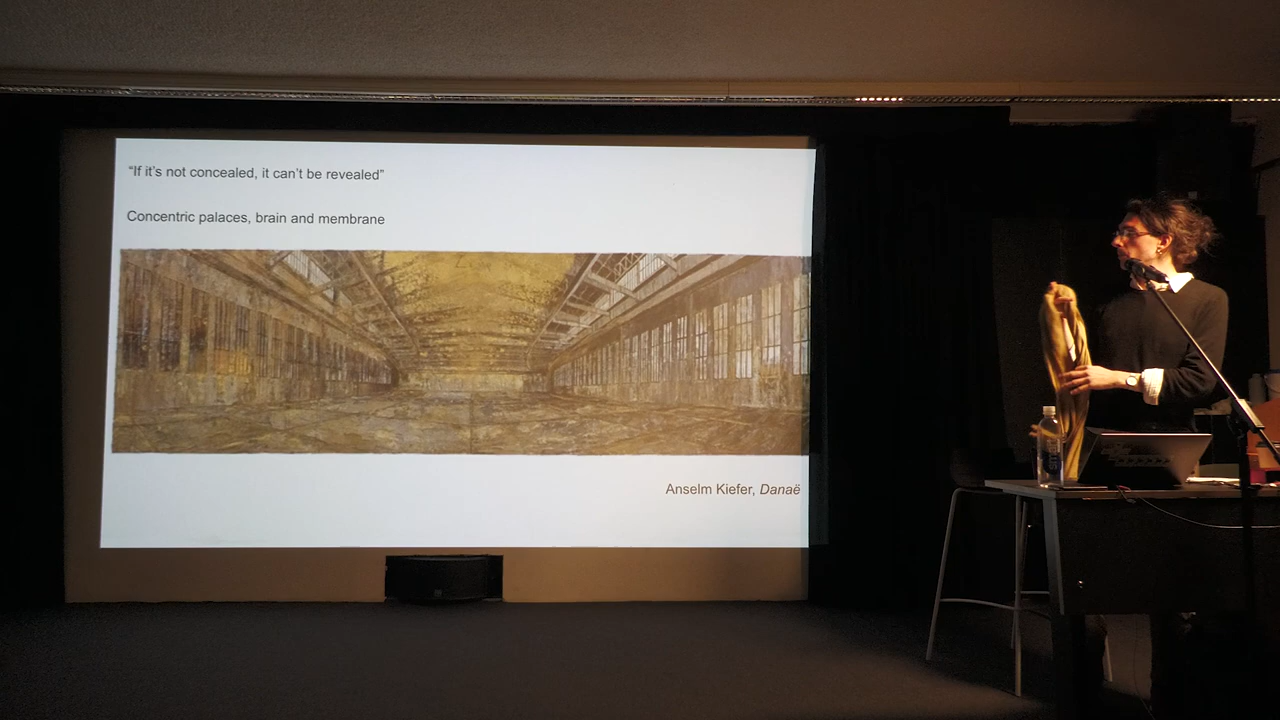 “If it’s not concealed, it can’t be revealed”
Concentric palaces, brain and membrane
Anselm Kiefer, Danaë